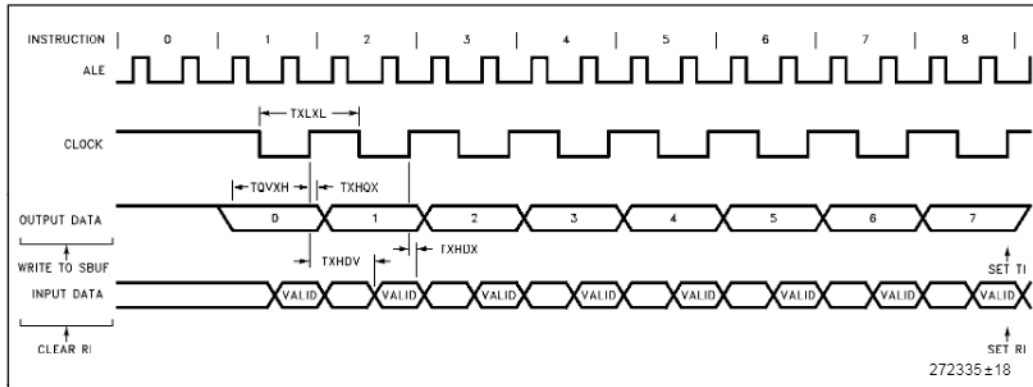 INSTRUCTION 0 1 2 3 4 5 6 7 8
ALE
TXLXL
CLOCK
TQVXH TXHQX
OUTPUT DATA 0 1 2 3 4 5 6 7
TXHDV TXHDX
WRITE TO SBUF SET TI
INPUT DATA VALID VALID VALID VALID VALID VALID VALID VALID
CLEAR RI SET RI
272335±18